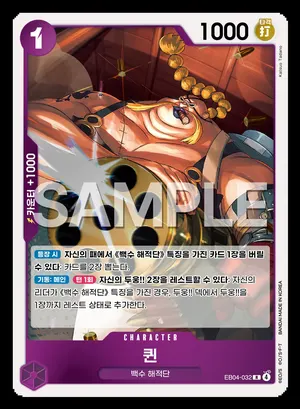 1
1000
타격
打
카운터 +1000
SAMPLE
등장 시 자신의 패에서 《백수 해적단》 특징을 가진 카드 1장을 버릴
수 있다: 카드를 2장 뽑는다.
기동: 메인 턴 1회 자신의 두웅!! 2장을 레스트할 수 있다: 자신의
리더가 《백수 해적단》 특징을 가진 경우, 두웅!! 덱에서 두웅!!을
1장까지 레스트 상태로 추가한다.
CHARACTER
퀸
백수 해적단
EB04-032 R
BANDAI MADE IN KOREA